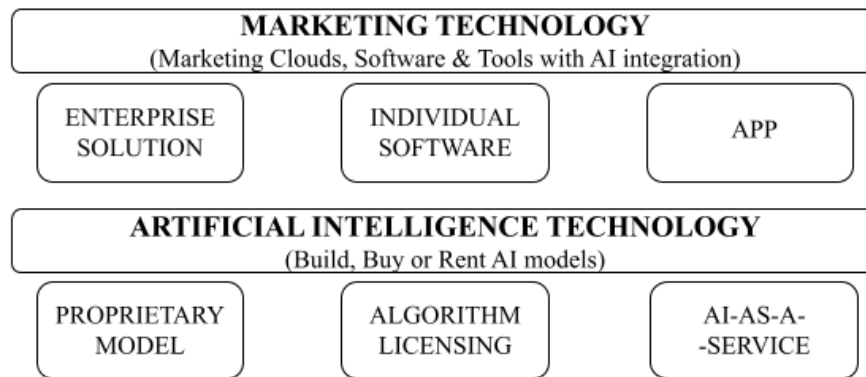 MARKETING TECHNOLOGY
(Marketing Clouds, Software & Tools with AI integration)
ENTERPRISE
SOLUTION
INDIVIDUAL
SOFTWARE
APP
ARTIFICIAL INTELLIGENCE TECHNOLOGY
(Build, Buy or Rent AI models)
PROPRIETARY
MODEL
ALGORITHM
LICENSING
AI-AS-A-
-SERVICE